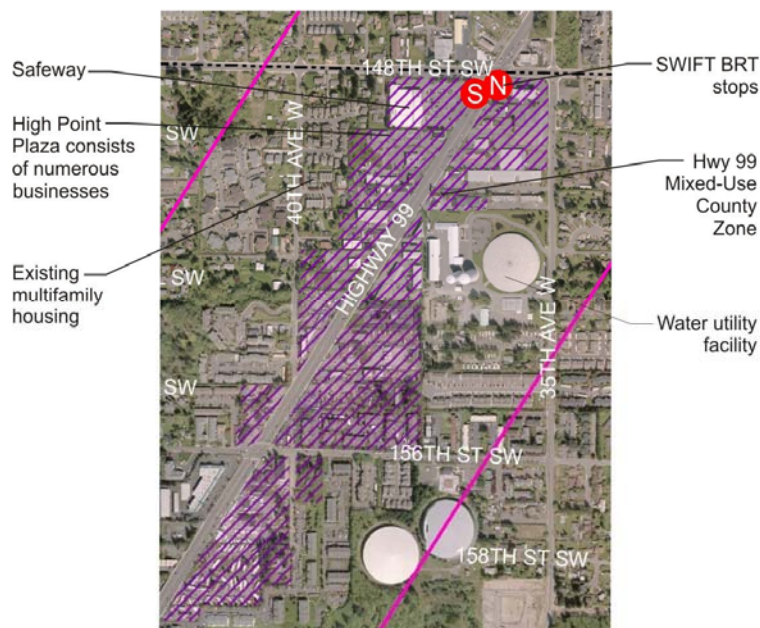 Safeway
High Point
Plaza consists
of numerous
businesses
Existing
multifamily
housing
148TH ST SW
S
N
SWIFT BRT
stops
Hwy 99
Mixed-Use
County
Zone
Water utility
facility
SW
SW
SW
40TH AVE. W
HIGHWAY 99
35TH AVE. W
156TH ST SW
158TH ST SW